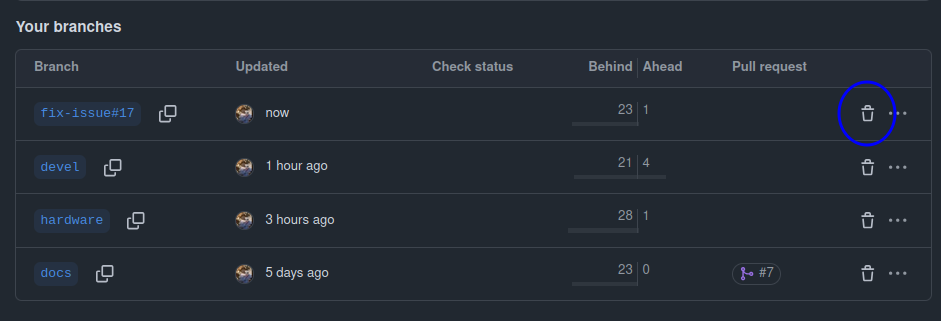 Your branches
Branch Updated Check status Behind Ahead Pull request
fix-issue#17 now 23 1
devel 1 hour ago 21 4
hardware 3 hours ago 28 1
docs 5 days ago 23 0 #7